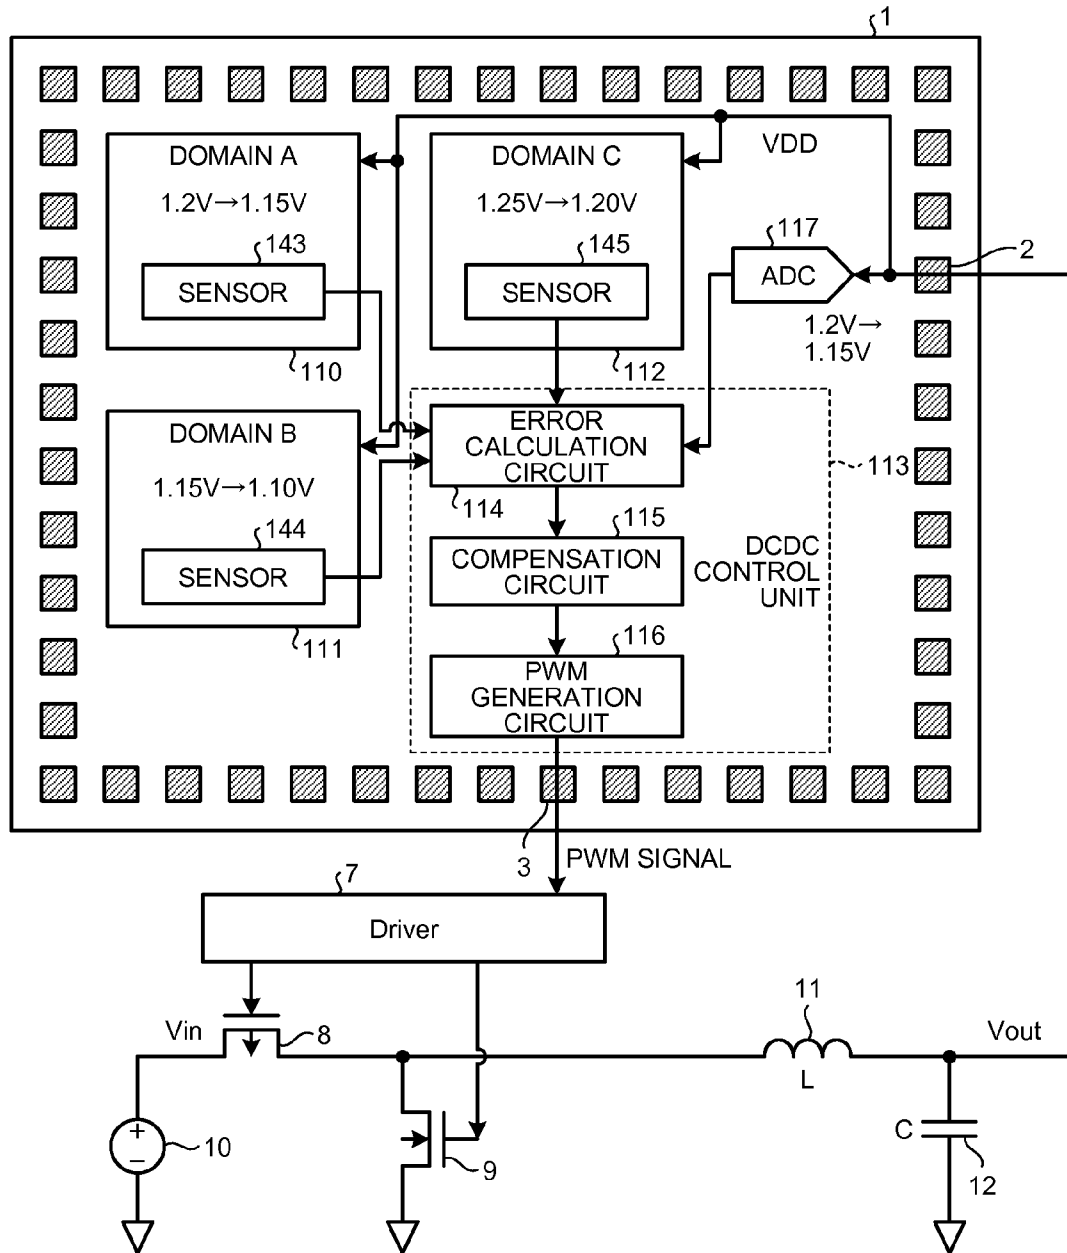 1
DOMAIN A
1.2V→1.15V
143
SENSOR
110
DOMAIN C
1.25V→1.20V
145
SENSOR
112
VDD
117
ADC
2
1.2V→
1.15V
DOMAIN B
1.15V→1.10V
144
SENSOR
111
ERROR
CALCULATION
CIRCUIT
114
113
115
COMPENSATION
CIRCUIT
DCDC
CONTROL
UNIT
116
PWM
GENERATION
CIRCUIT
3
PWM SIGNAL
7
Driver
Vin
8
11
L
Vout
+
−
10
9
C
12